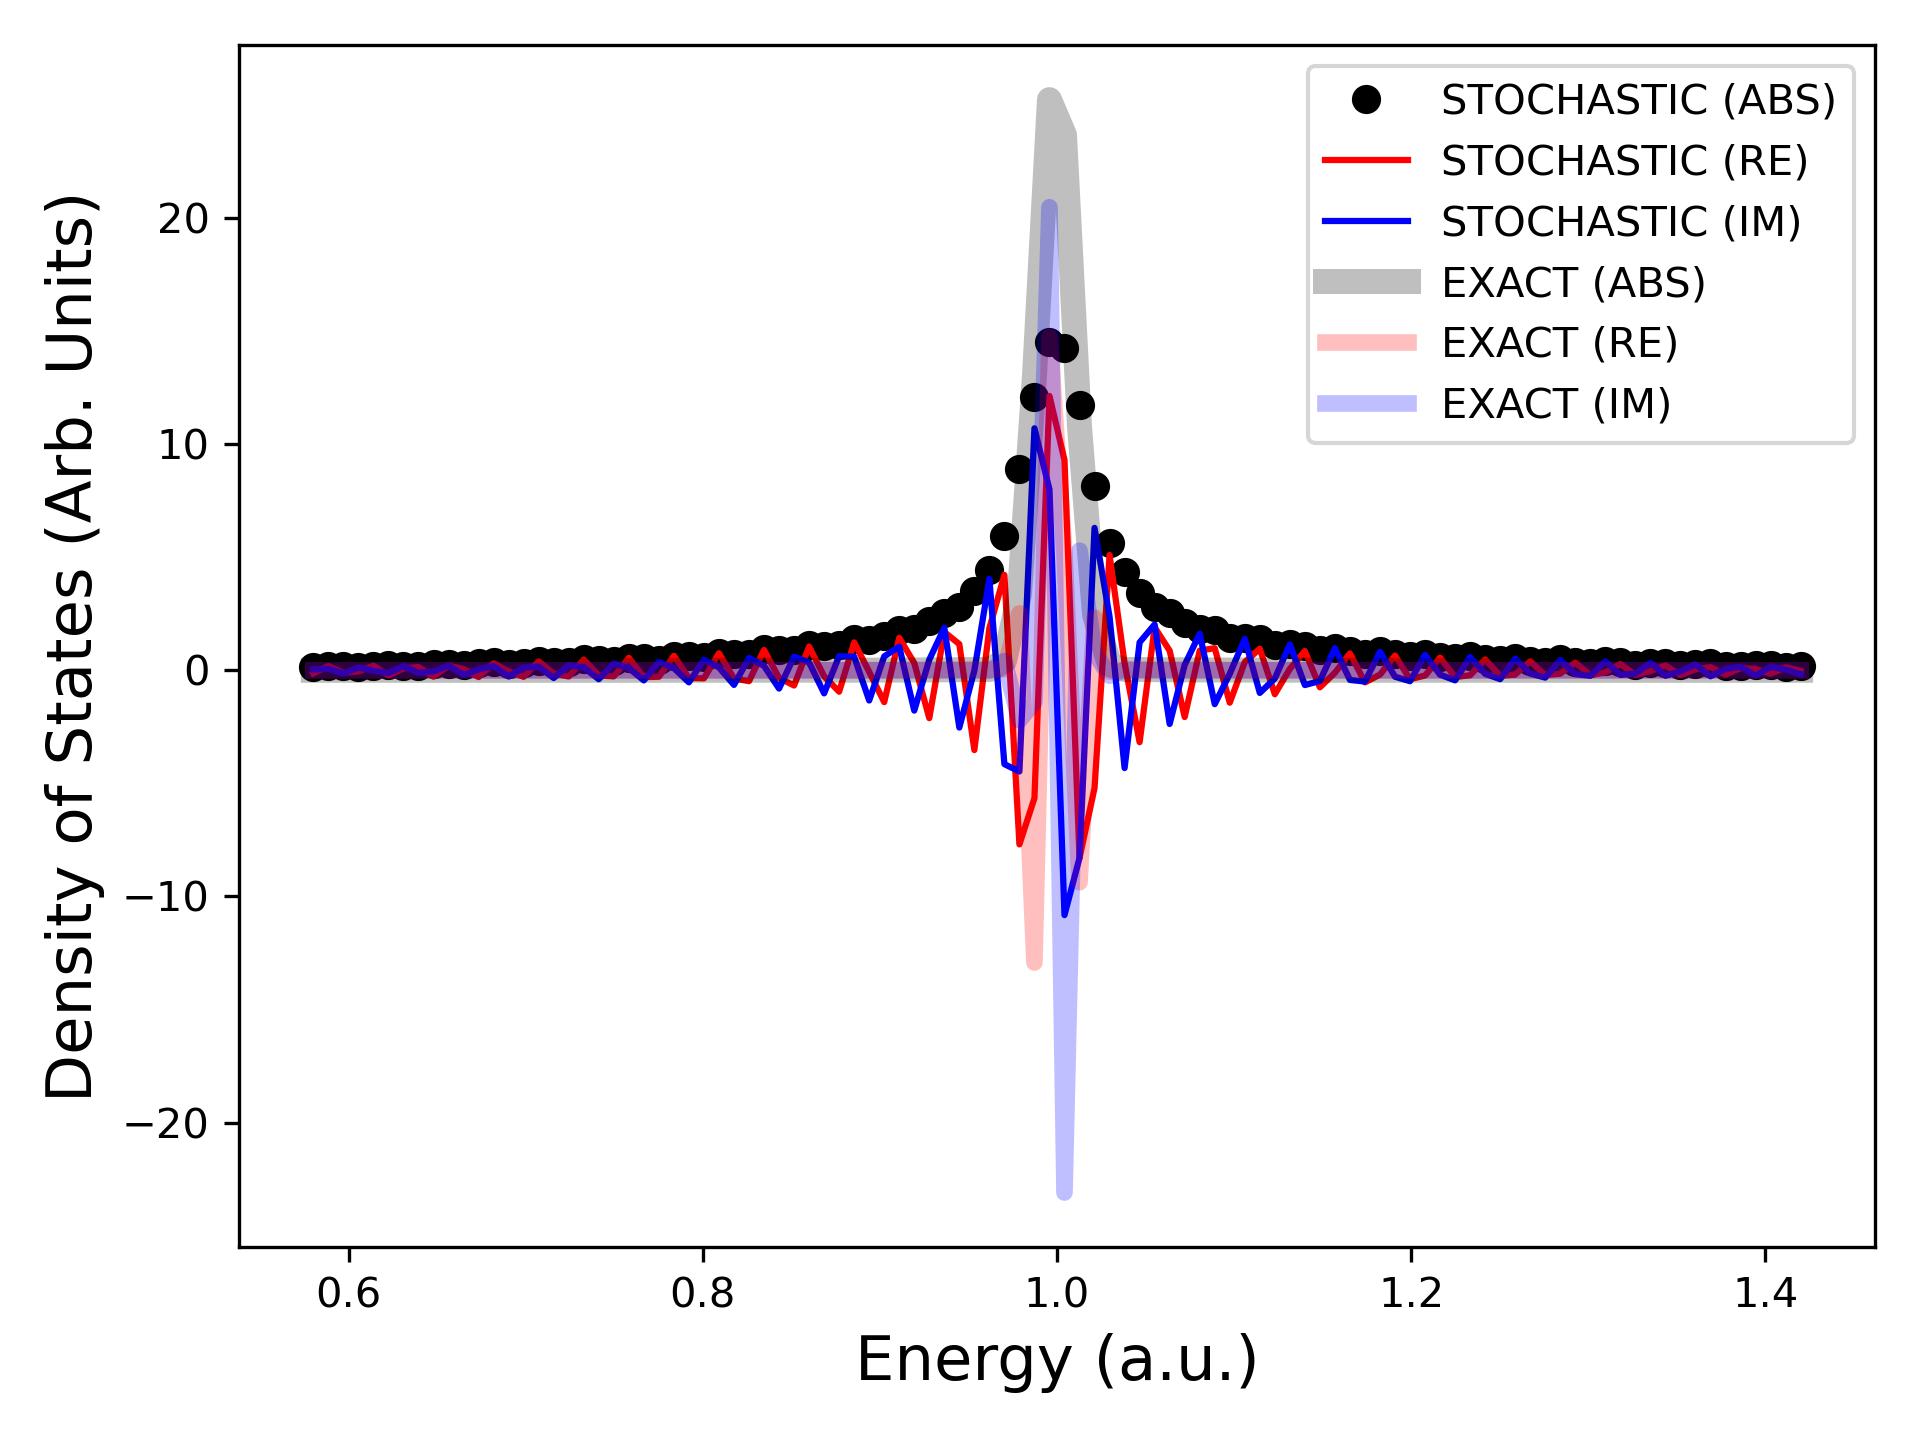 STOCHASTIC (ABS)
STOCHASTIC (RE)
STOCHASTIC (IM)
EXACT (ABS)
EXACT (RE)
EXACT (IM)
Density of States (Arb. Units)
20
10
0
−10
−20
0.6 0.8 1.0 1.2 1.4
Energy (a.u.)